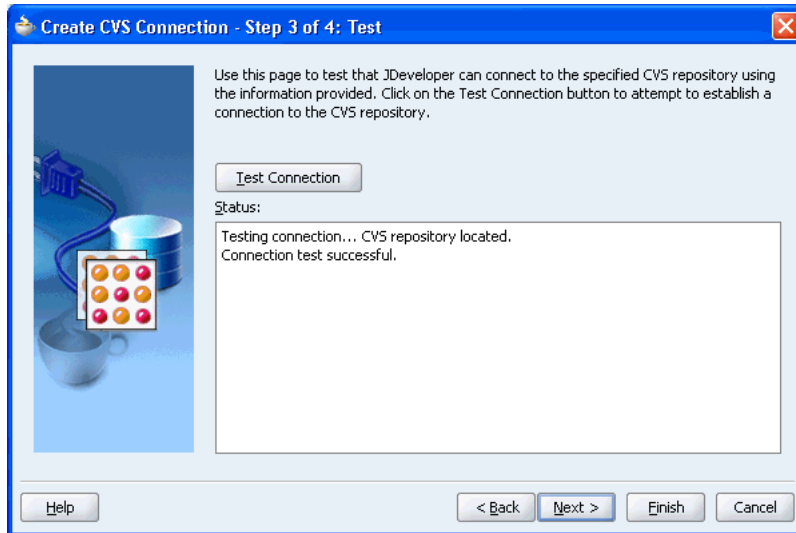 Create CVS Connection - Step 3 of 4: Test
Use this page to test that JDeveloper can connect to the specified CVS repository using
the information provided. Click on the Test Connection button to attempt to establish a
connection to the CVS repository.
Test Connection
Status:
Testing connection... CVS repository located.
Connection test successful.
Help
< Back
Next >
Finish
Cancel